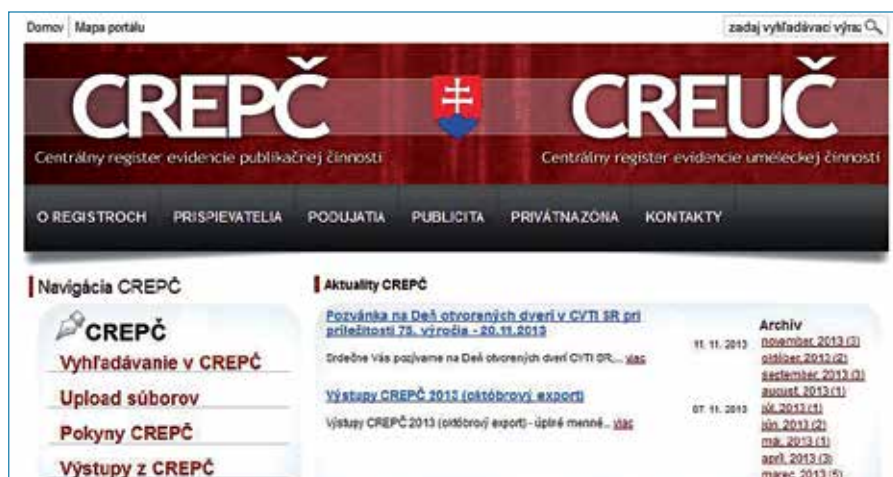 Domov Mapa portálu
zadaj vyhľadávací výraz
CREPČ
Centrálny register evidencie publikačnej činnosti
CREUČ
Centrálny register evidencie umeleckej činnosti
O REGISTROCH PRISPIEVATELIA PODUJATIA PUBLICITA PRIVÁTNA ZÓNA KONTAKTY
Navigácia CREPČ
CREPČ
Vyhľadávanie v CREPČ
Upload súborov
Pokyny CREPČ
Výstupy z CREPČ
Aktuality CREPČ
Pozvánka na Deň otvorených dverí v CVTI SR pri
príležitosti 75. výročia - 20.11.2013
11. 11. 2013
Srdečne Vás pozývame na Deň otvorených dverí CVTI SR,... viac
Výstupy CREPČ 2013 (októbrový export)
07. 11. 2013
Výstupy CREPČ 2013 (októbrový export) - úplné menné... viac
Archív
november, 2013 (3)
október, 2013 (2)
september, 2013 (3)
august, 2013 (1)
júl, 2013 (1)
jún, 2013 (2)
máj, 2013 (1)
apríl, 2013 (3)
marec, 2013 (5)